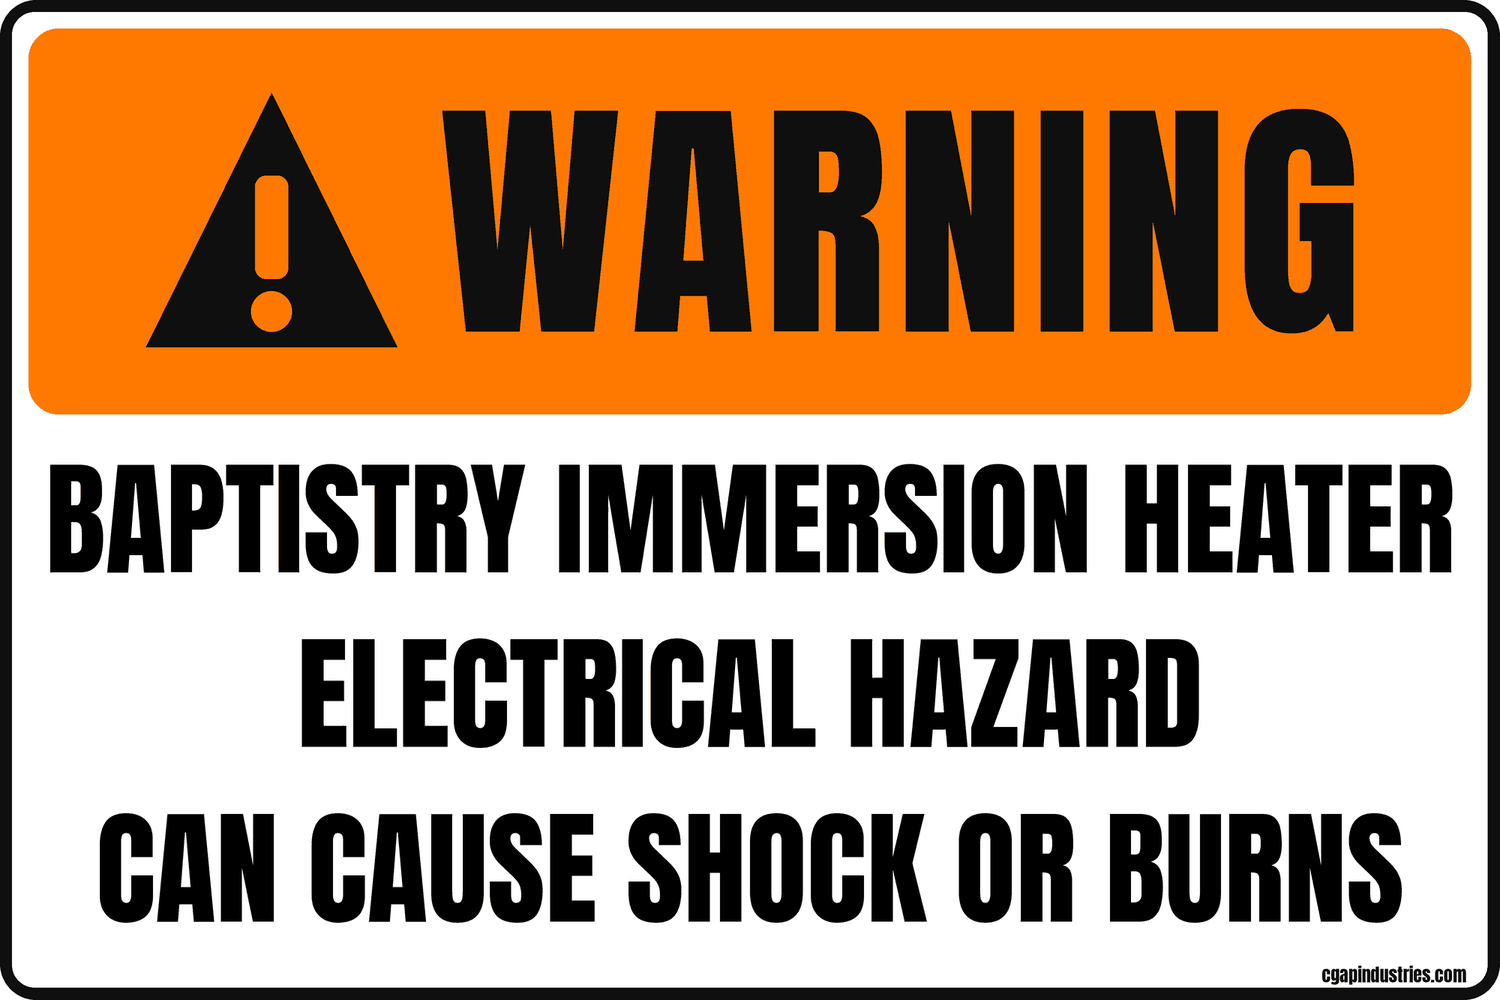 WARNING
BAPTISTRY IMMERSION HEATER
ELECTRICAL HAZARD
CAN CAUSE SHOCK OR BURNS
cgapindustries.com